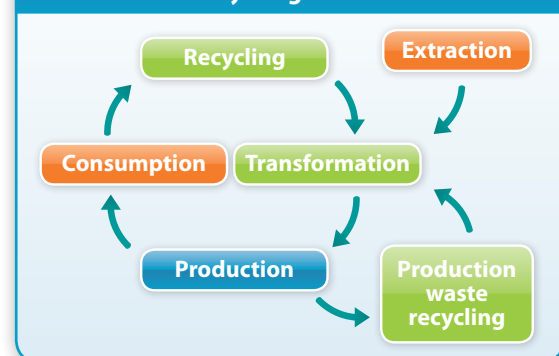 Recycling
Extraction
Consumption
Transformation
Production
Production
waste
recycling